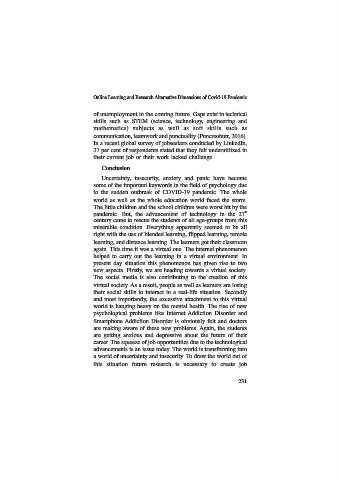 Online Learning and Research Alternative Dimensions of Covid-19 Pandemic
of unemployment in the coming future. Gaps exist in technical
skills such as STEM (science, technology, engineering and
mathematics) subjects as well as soft skills such as
communication, teamwork and punctuality (Pencreohot, 2016).
In a recent global survey of jobseekers conducted by LinkedIn,
37 per cent of respondents stated that they felt underutilized in
their current job or their work lacked challenge.
Conclusion
Uncertainty, insecurity, anxiety and panic have become
some of the important keywords in the field of psychology due
to the sudden outbreak of COVID-19 pandemic. The whole
world as well as the whole education world faced the storm.
The little children and the school children were worst hit by the
pandemic. But, the advancement of technology in the 21st
century came to rescue the students of all age-groups from this
miserable condition. Everything apparently seemed to be all
right with the use of blended learning, flipped learning, remote
learning, and distance learning. The learners got their classroom
again. This time it was a virtual one. The Internet phenomenon
helped to carry out the learning in a virtual environment. In
present day situation this phenomenon has given rise to two
new aspects. Firstly, we are heading towards a virtual society.
The social media is also contributing to the creation of this
virtual society. As a result, people as well as learners are losing
their social skills to interact in a real-life situation. Secondly
and most importantly, the excessive attachment to this virtual
world is hanging heavy on the mental health. The rise of new
psychological problems like Internet Addiction Disorder and
Smartphone Addiction Disorder is obviously felt and doctors
are making aware of these new problems. Again, the students
are getting anxious and depressive about the future of their
career. The squeeze of job opportunities due to the technological
advancements is an issue today. The world is transforming into
a world of uncertainty and insecurity. To draw the world out of
this situation future research is necessary to create job
231